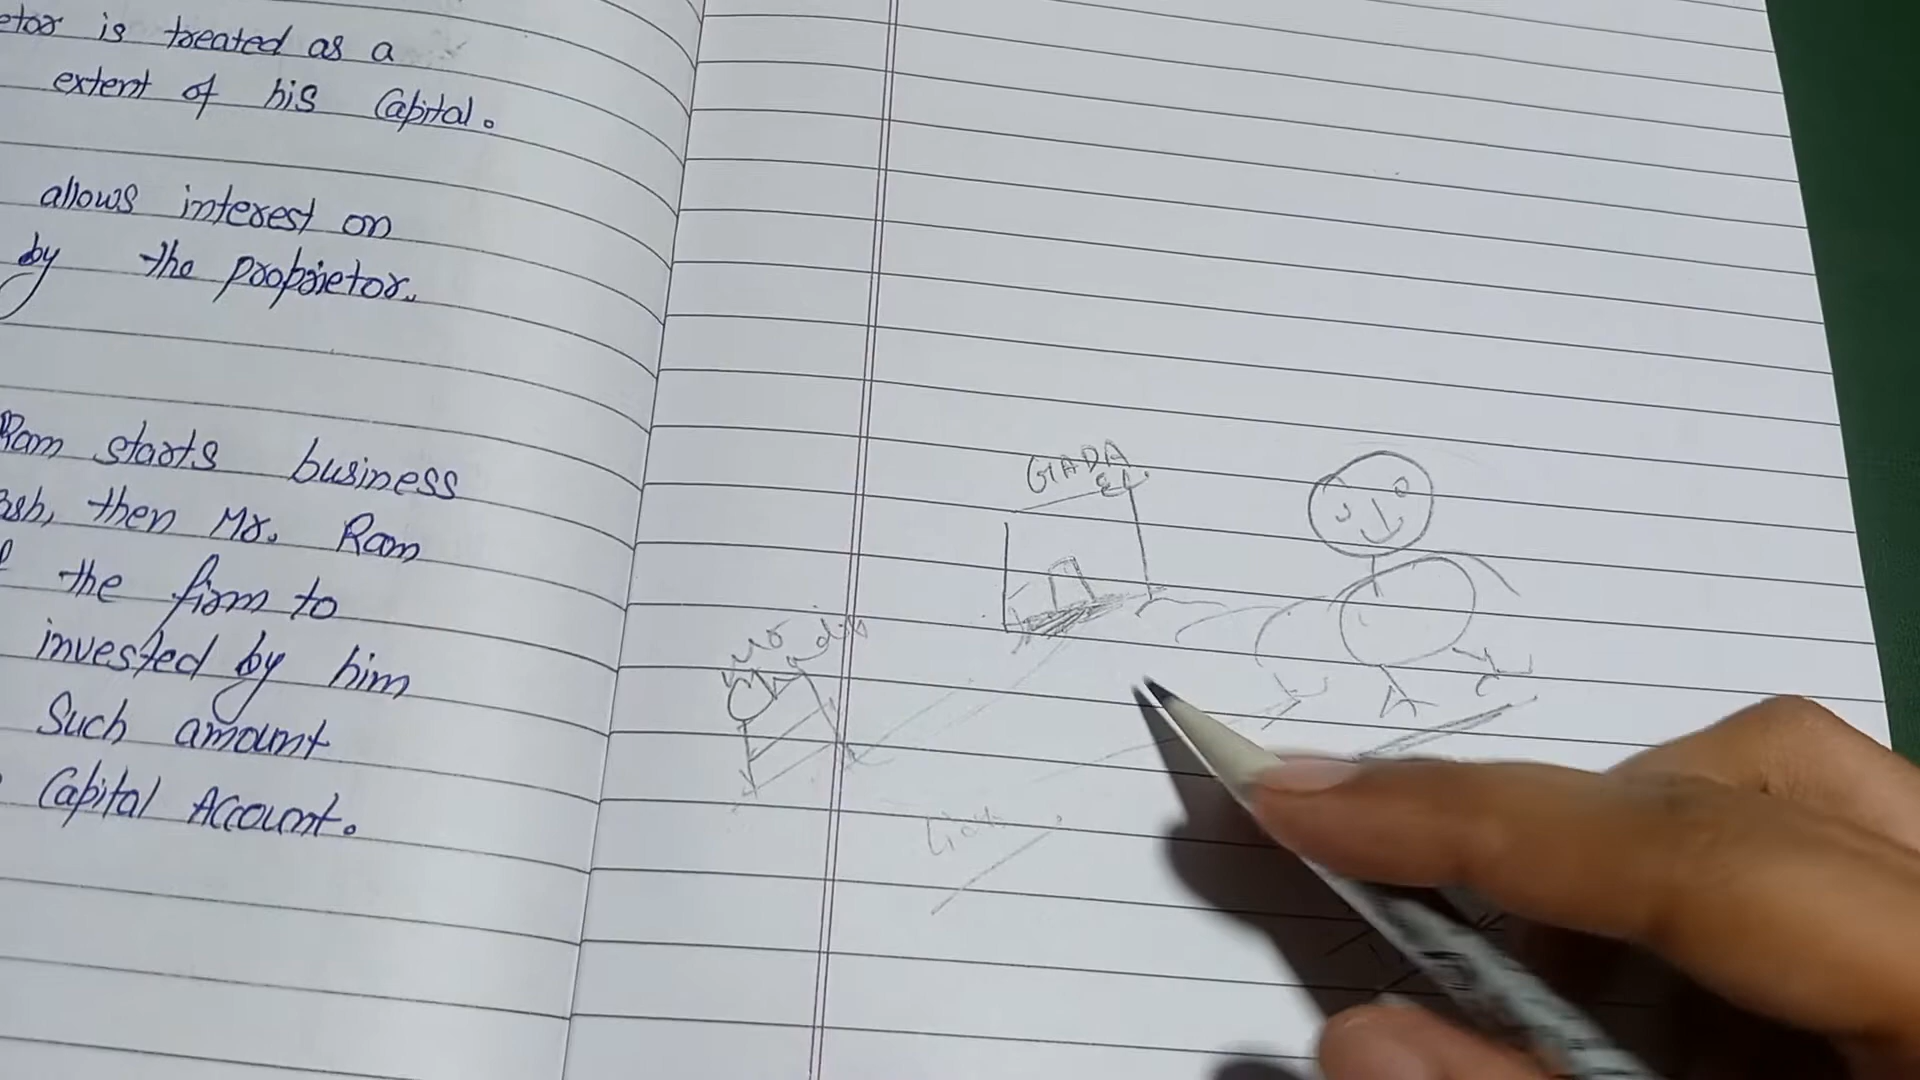 etor is treated as a
extent of his Capital.
allows interest on
by the proprietor.
Ram starts business
then Mr. Ram
the firm to
invested by him
Such amount
Capital Account.
GADA